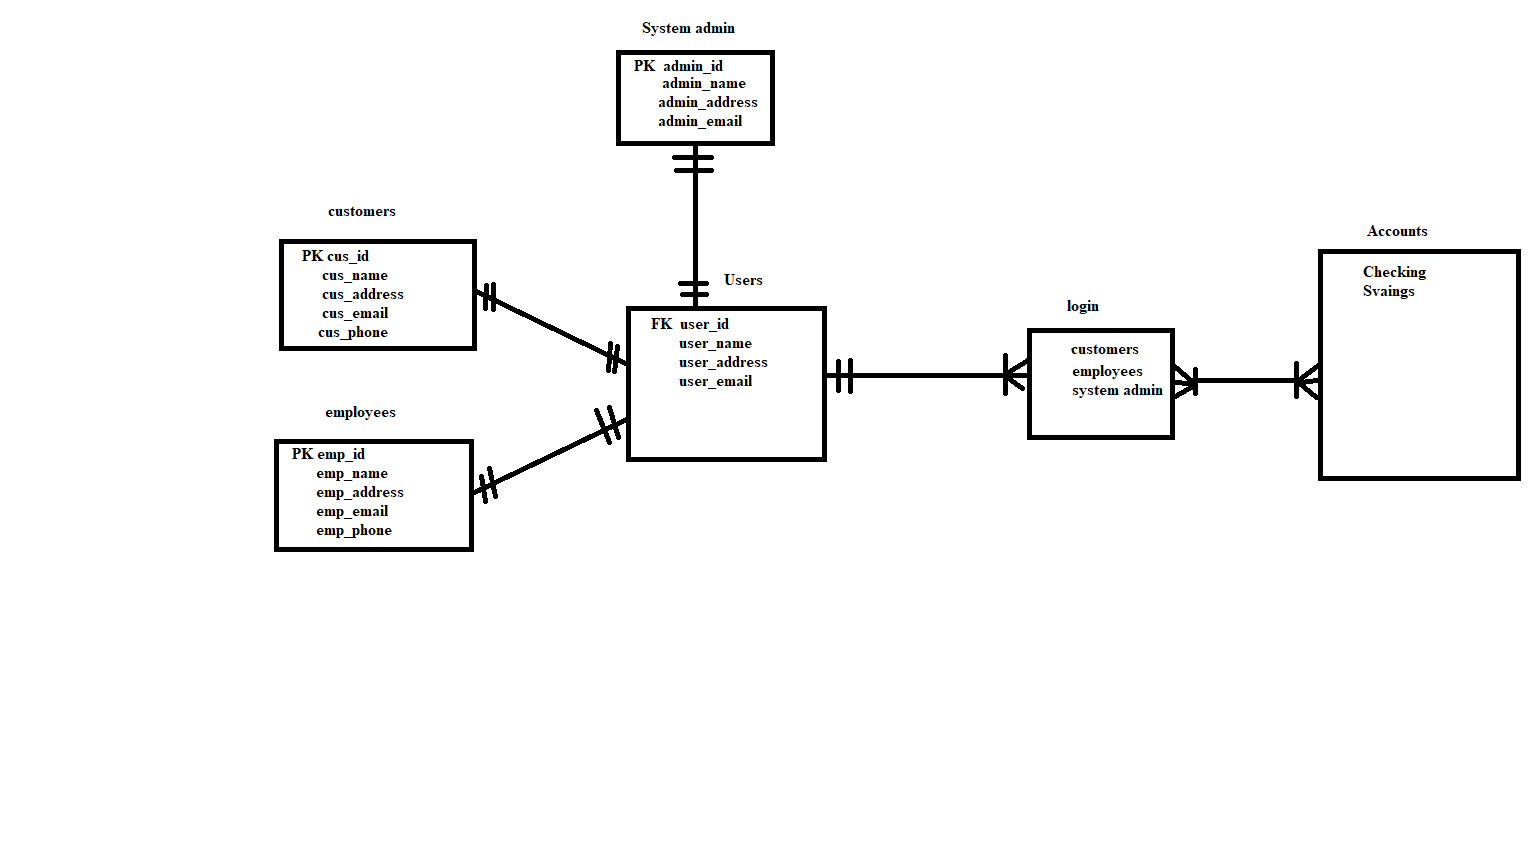 System admin
PK admin_id
admin_name
admin_address
admin_email
customers
PK cus_id
cus_name
cus_address
cus_email
cus_phone
employees
PK emp_id
emp_name
emp_address
emp_email
emp_phone
Users
FK user_id
user_name
user_address
user_email
login
customers
employees
system admin
Accounts
Checking
Svaings